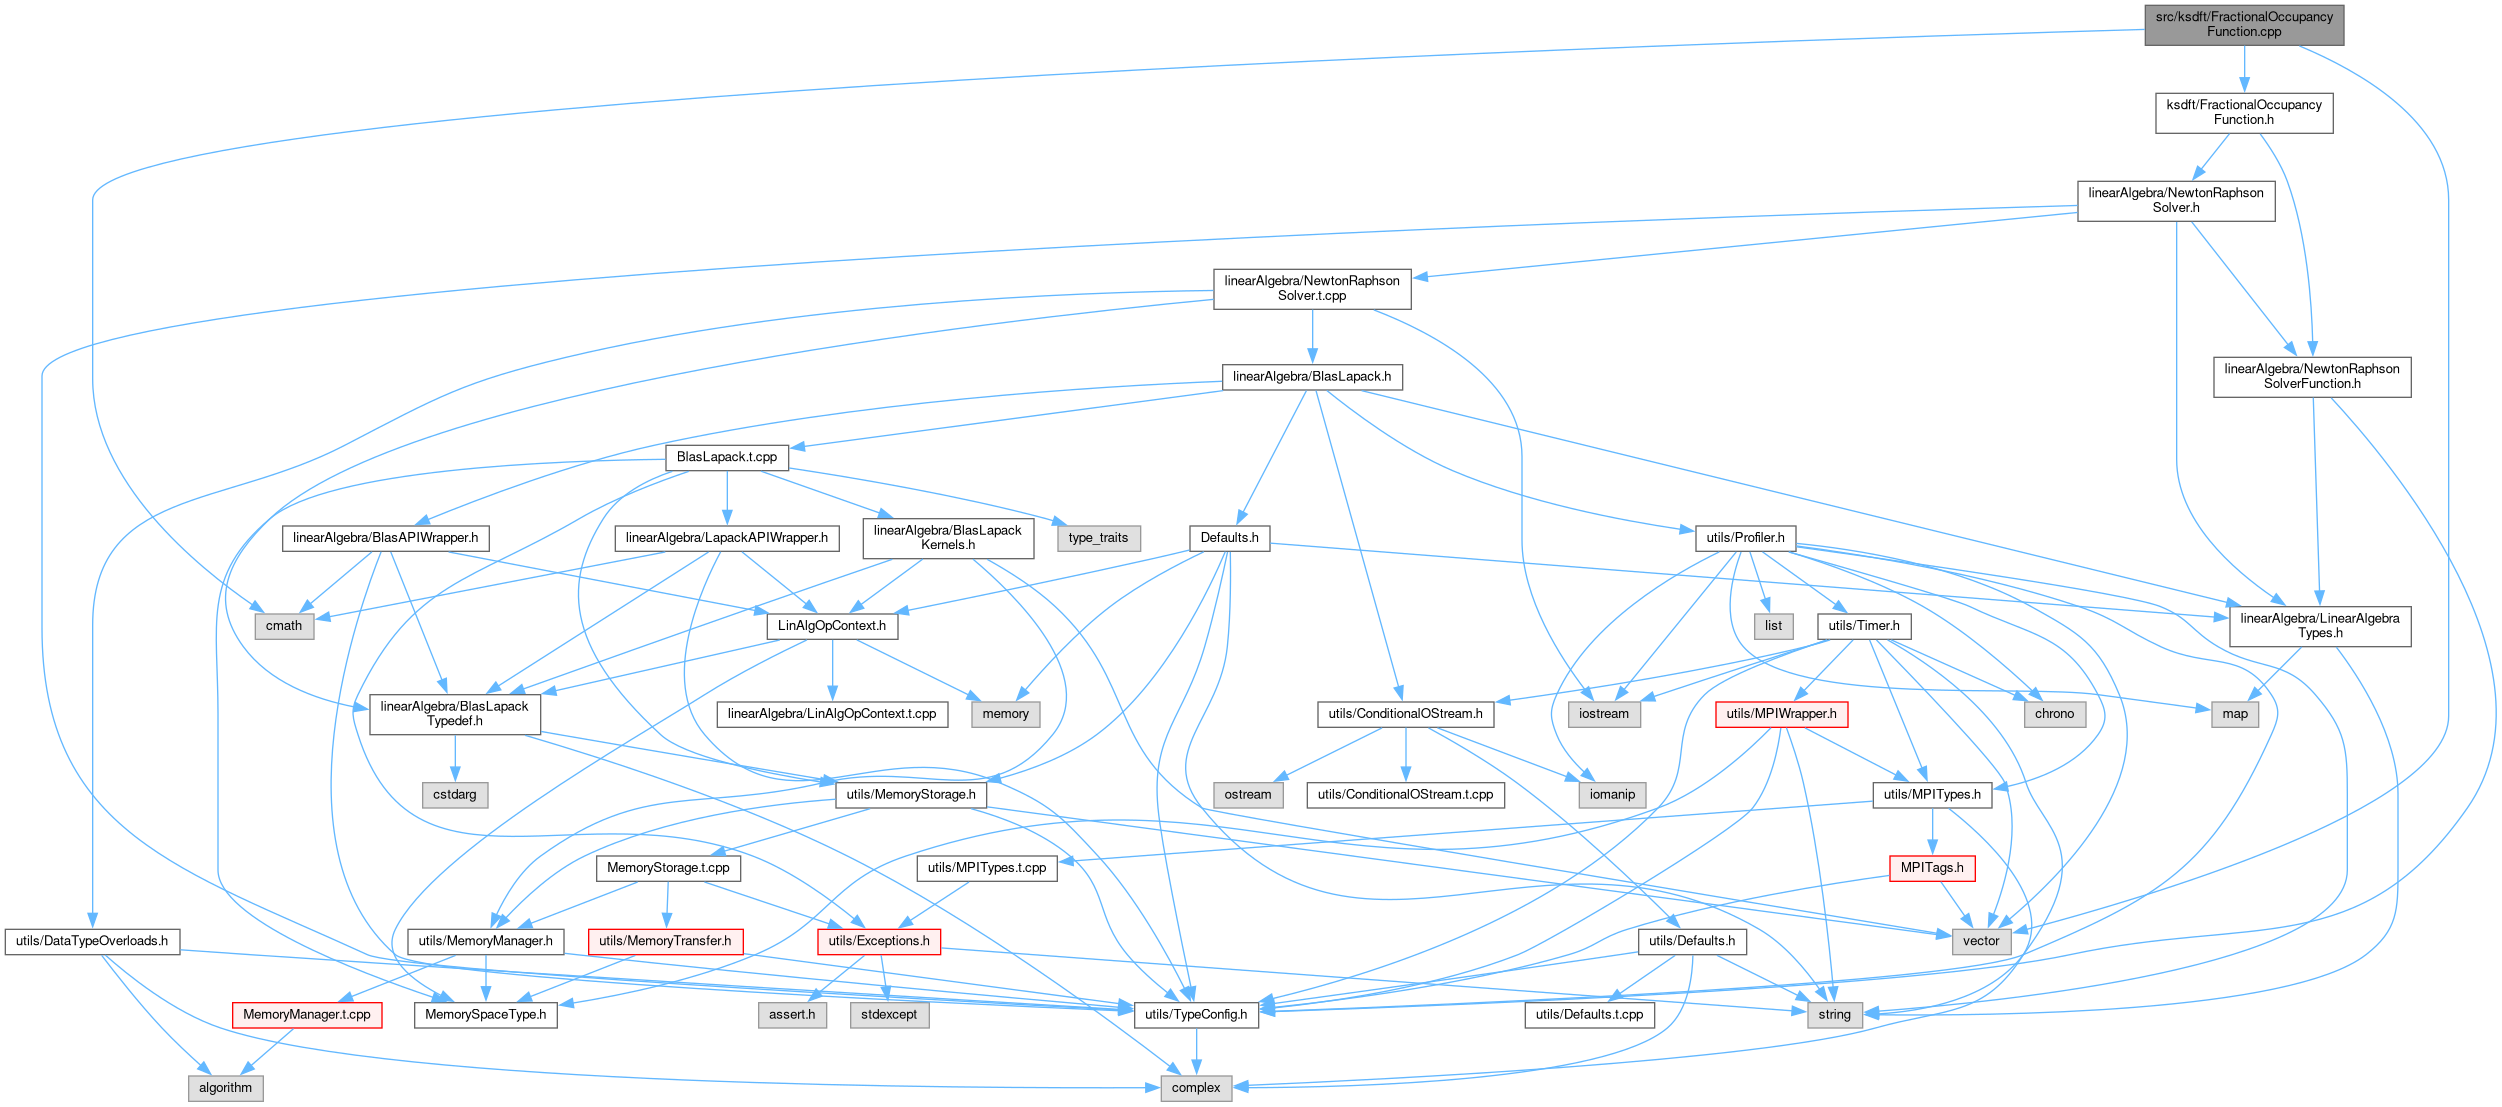 src/ksdft/FractionalOccupancy
Function.cpp
ksdft/FractionalOccupancy
Function.h
linearAlgebra/NewtonRaphson
Solver.h
linearAlgebra/NewtonRaphson
Solver.t.cpp
linearAlgebra/BlasLapack.h
linearAlgebra/NewtonRaphson
SolverFunction.h
BlasLapack.t.cpp
linearAlgebra/BlasAPIWrapper.h
linearAlgebra/LapackAPIWrapper.h
linearAlgebra/BlasLapack
Kernels.h
type_traits
Defaults.h
utils/Profiler.h
cmath
LinAlgOpContext.h
list
utils/Timer.h
linearAlgebra/LinearAlgebra
Types.h
linearAlgebra/BlasLapack
Typedef.h
linearAlgebra/LinAlgOpContext.t.cpp
memory
utils/ConditionalOStream.h
iostream
utils/MPIWrapper.h
chrono
map
cstdarg
utils/MemoryStorage.h
ostream
utils/ConditionalOStream.t.cpp
iomanip
utils/MPITypes.h
MemoryStorage.t.cpp
utils/MPITypes.t.cpp
MPITags.h
utils/DataTypeOverloads.h
utils/MemoryManager.h
utils/MemoryTransfer.h
utils/Exceptions.h
utils/Defaults.h
vector
MemoryManager.t.cpp
MemorySpaceType.h
assert.h
stdexcept
utils/TypeConfig.h
utils/Defaults.t.cpp
string
algorithm
complex